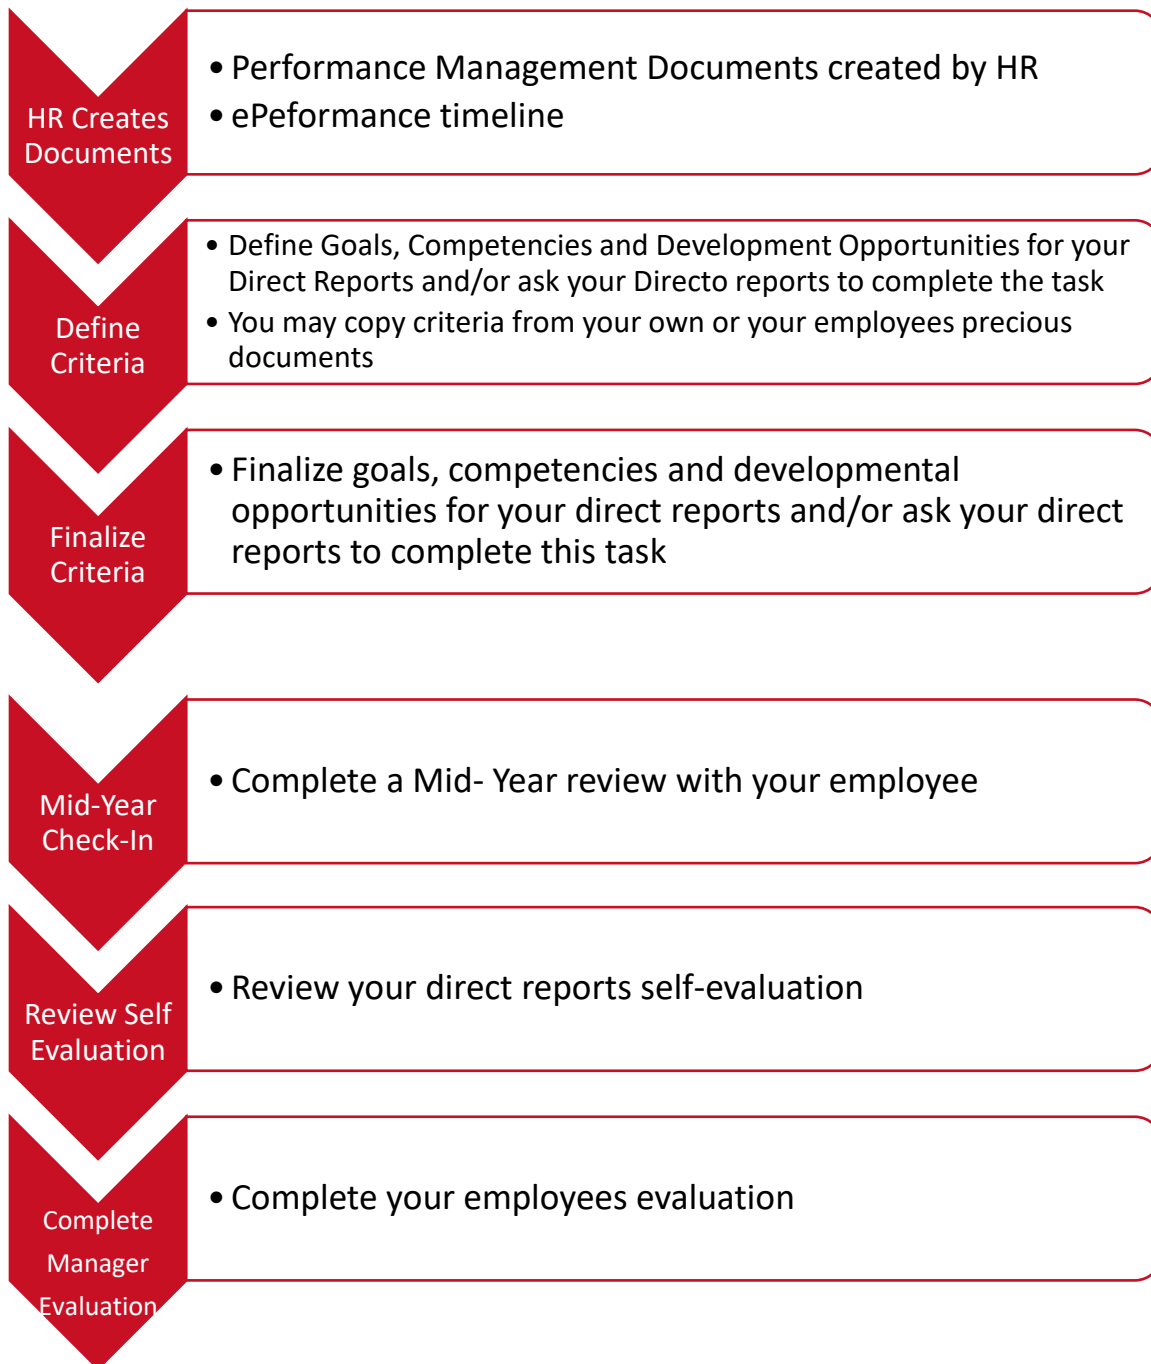 HR Creates
Documents
• Performance Management Documents created by HR
• ePeformance timeline
Define
Criteria
• Define Goals, Competencies and Development Opportunities for your
Direct Reports and/or ask your Directo reports to complete the task
• You may copy criteria from your own or your employees precious
documents
Finalize
Criteria
• Finalize goals, competencies and developmental
opportunities for your direct reports and/or ask your direct
reports to complete this task
Mid-Year
Check-In
• Complete a Mid- Year review with your employee
Review Self
Evaluation
• Review your direct reports self-evaluation
Complete
Manager
Evaluation
• Complete your employees evaluation